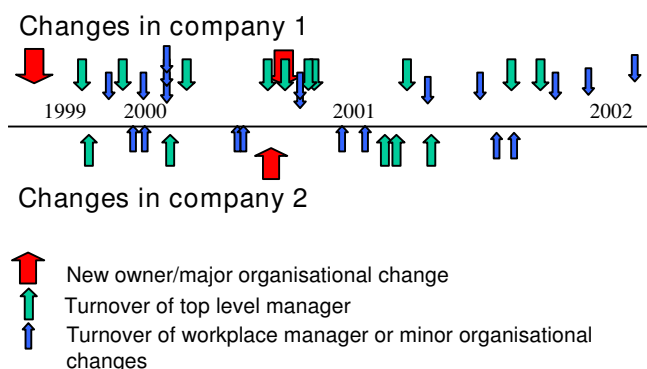 Changes in company 1
1999 2000 2001 2002
Changes in company 2
New owner/major organisational change
Turnover of top level manager
Turnover of workplace manager or minor organisational
changes